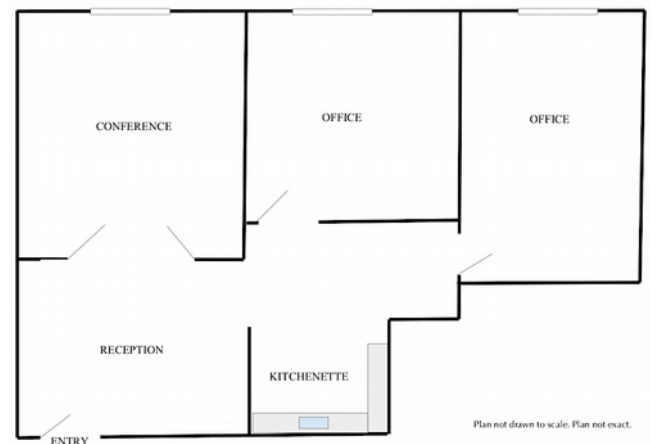 CONFERENCE
OFFICE
OFFICE
RECEPTION
KITCHENETTE
Plan not drawn to scale. Plan not exact.
ENTRY